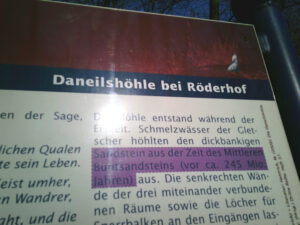 Daneilshöhle bei Röderhof
en der Sage,
lichen Qualen
te sein Leben.
eist umher,
n Wandrer,
aht, und die
Höhle entstand während der
Eiszeit. Schmelzwässer der Glet-
scher höhlten den dickbankigen
Sandstein aus der Zeit des Mittleren
Buntsandsteins (vor ca. 245 Mio.
Jahren) aus. Die senkrechten Wän-
de der drei miteinander verbunde-
nen Räume sowie die Löcher für
Sperrbalken an den Eingängen las-